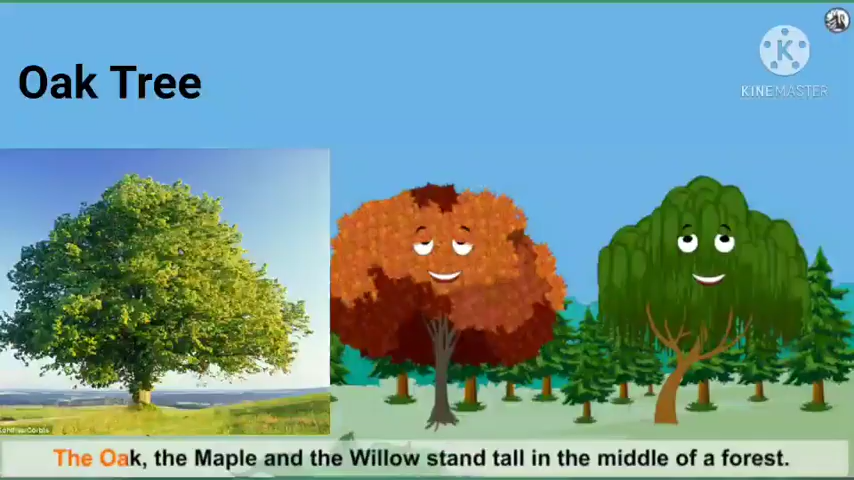 Oak Tree
KINEMASTER
The Oak, the Maple and the Willow stand tall in the middle of a forest.